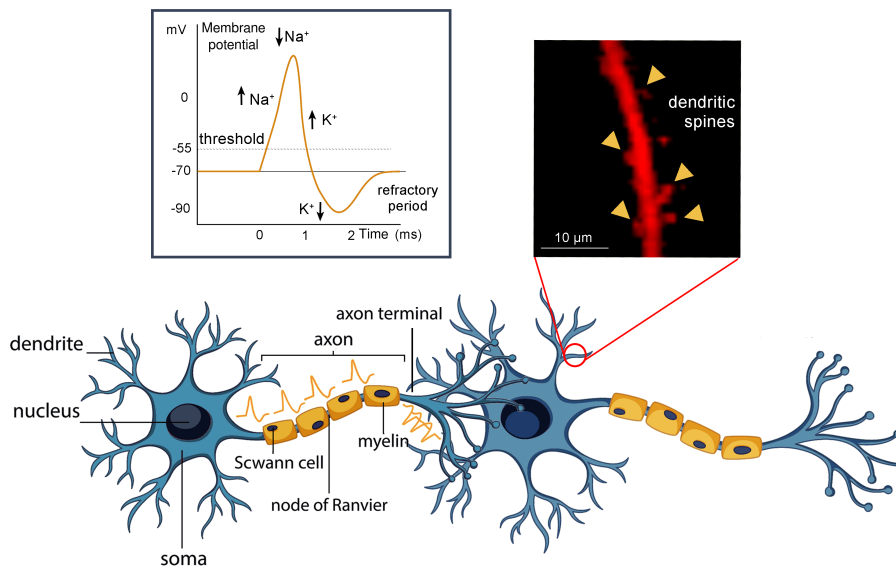 mV
Membrane
potential
↓Na⁺
0
↑Na⁺
↑K⁺
threshold
-55
-70
refractory
period
K⁺↓
-90
0
1
2
Time (ms)
dendritic
spines
10 µm
axon terminal
axon
dendrite
nucleus
myelin
Scwann cell
node of Ranvier
soma